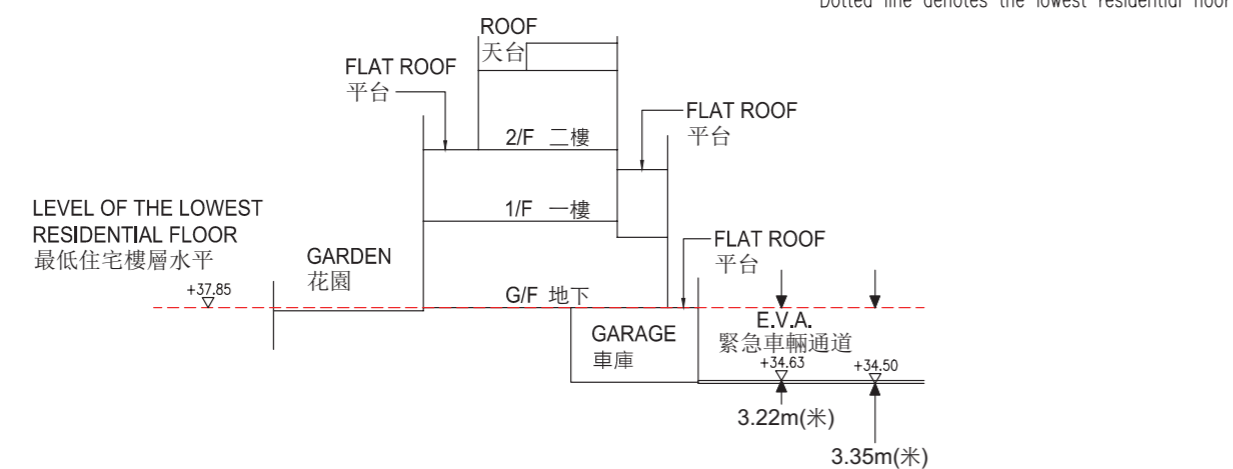 Dotted line denotes the lowest residential floor
ROOF
天台
FLAT ROOF
平台
FLAT ROOF
平台
2/F 二樓
LEVEL OF THE LOWEST
RESIDENTIAL FLOOR
最低住宅樓層水平
1/F 一樓
GARDEN
花園
FLAT ROOF
平台
+37.85
G/F 地下
GARAGE
車庫
E.V.A.
緊急車輛通道
+34.63
+34.50
3.22m(米)
3.35m(米)